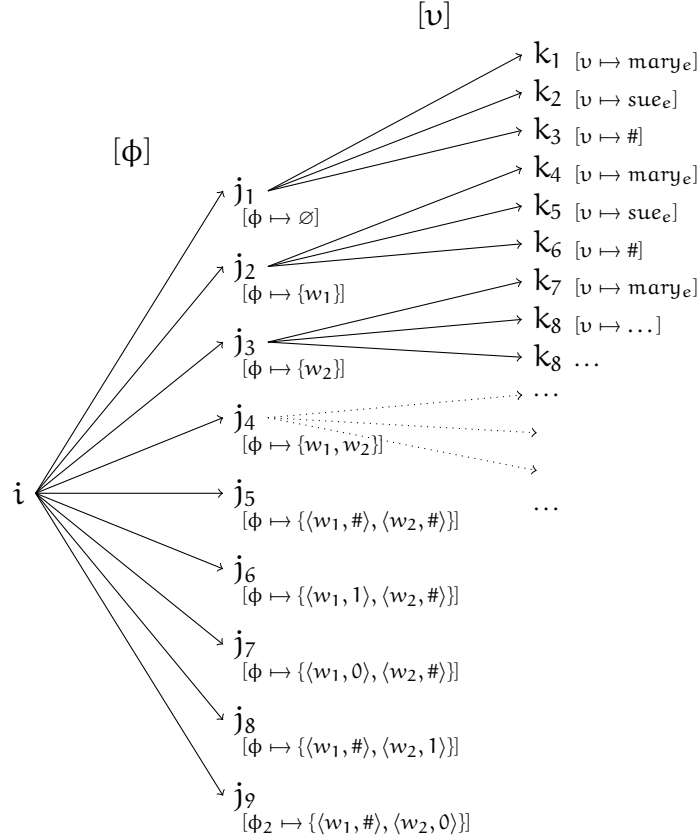 [υ]
k₁ [υ ↦ maryₑ]
k₂ [υ ↦ sueₑ]
k₃ [υ ↦ #]
[ϕ]
k₄ [υ ↦ maryₑ]
j₁
k₅ [υ ↦ sueₑ]
[ϕ ↦ ∅]
k₆ [υ ↦ #]
j₂
k₇ [υ ↦ maryₑ]
[ϕ ↦ {w₁}]
k₈ [υ ↦ ...]
j₃
k₈ ...
[ϕ ↦ {w₂}]
...
j₄
[ϕ ↦ {w₁, w₂}]
i
j₅
...
[ϕ ↦ {⟨w₁, #⟩, ⟨w₂, #⟩}]
j₆
[ϕ ↦ {⟨w₁, 1⟩, ⟨w₂, #⟩}]
j₇
[ϕ ↦ {⟨w₁, 0⟩, ⟨w₂, #⟩}]
j₈
[ϕ ↦ {⟨w₁, #⟩, ⟨w₂, 1⟩}]
j₉
[ϕ₂ ↦ {⟨w₁, #⟩, ⟨w₂, 0⟩}]